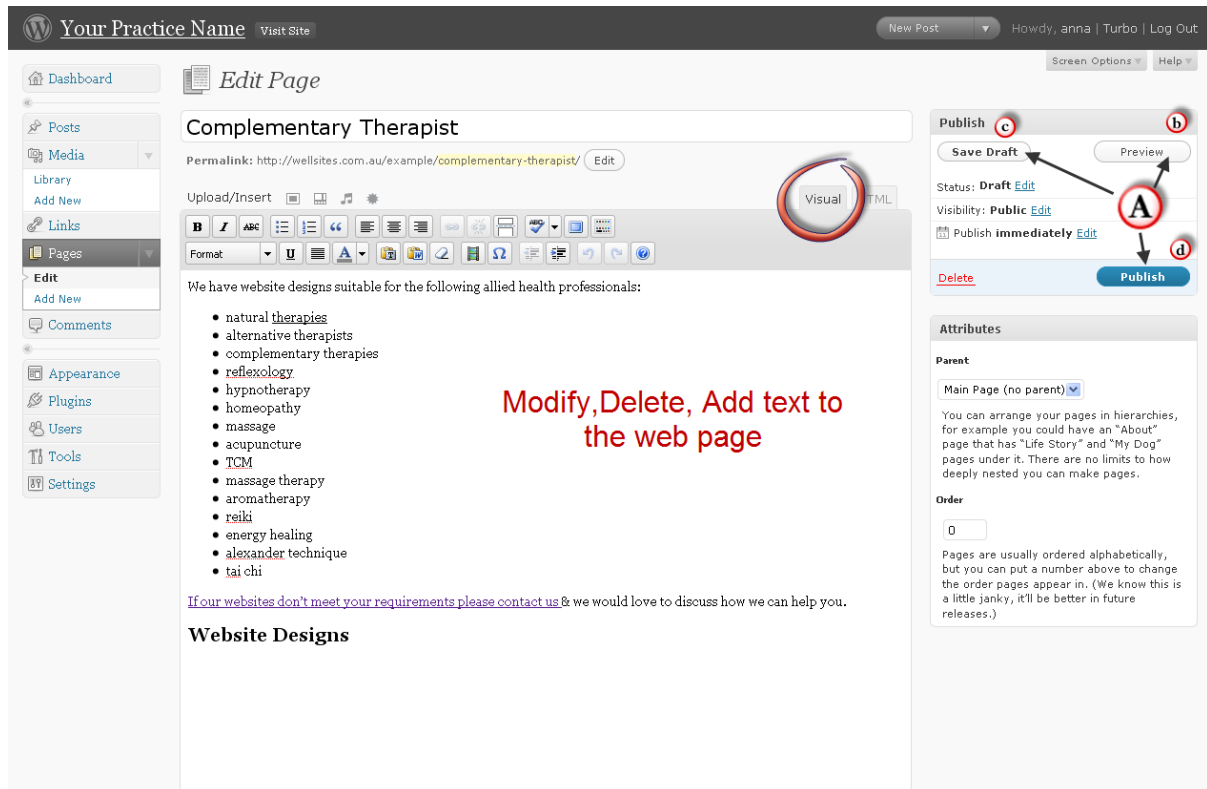 Your Practice Name Visit Site New Post Howdy, anna | Turbo | Log Out
Screen Options Help
Dashboard
Posts
Media
Library
Add New
Links
Pages
Edit
Add New
Comments
Appearance
Plugins
Users
Tools
Settings
Edit Page
Complementary Therapist
Permalink: http://wellsites.com.au/example/complementary-therapist/ Edit
Upload/Insert Visual HTML
B I ABC ABC
Format U A
We have website designs suitable for the following allied health professionals:
natural therapies
alternative therapists
complementary therapies
reflexology
hypnotherapy
homeopathy
massage
acupuncture
TCM
massage therapy
aromatherapy
reiki
energy healing
alexander technique
tai chi
Modify,Delete, Add text to
the web page
If our websites don't meet your requirements please contact us & we would love to discuss how we can help you.
Website Designs
Publish c b
Save Draft Preview
Status: Draft Edit
A
Visibility: Public Edit
Publish immediately Edit
d
Delete Publish
Attributes
Parent
Main Page (no parent)
You can arrange your pages in hierarchies,
for example you could have an "About"
page that has "Life Story" and "My Dog"
pages under it. There are no limits to how
deeply nested you can make pages.
Order
0
Pages are usually ordered alphabetically,
but you can put a number above to change
the order pages appear in. (We know this is
a little janky, it'll be better in future
releases.)